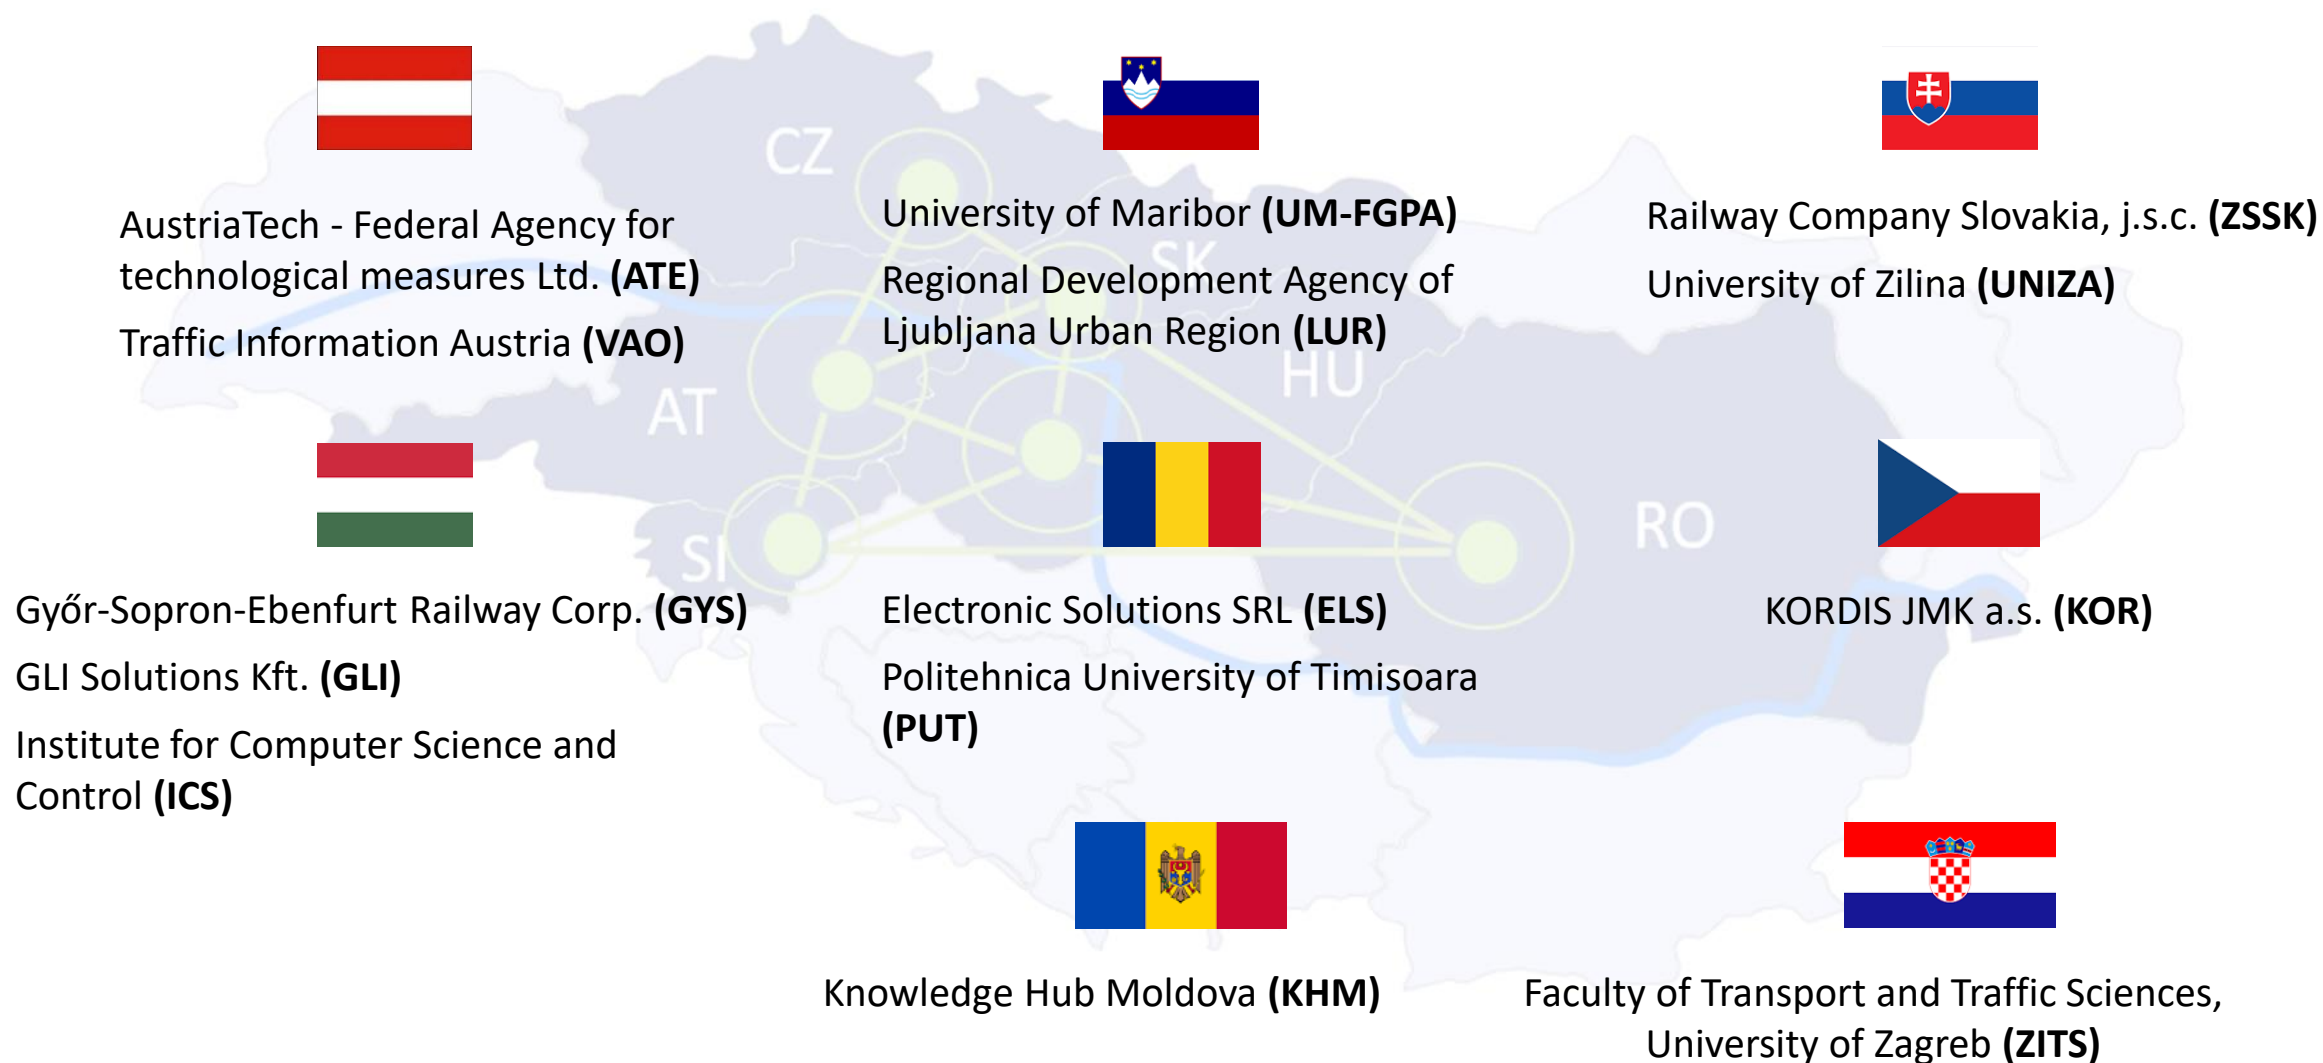 AustriaTech - Federal Agency for
technological measures Ltd. (ATE)
Traffic Information Austria (VAO)
University of Maribor (UM-FGPA)
Regional Development Agency of
Ljubljana Urban Region (LUR)
Railway Company Slovakia, j.s.c. (ZSSK)
University of Zilina (UNIZA)
CZ
SK
HU
AT
SI
RO
Győr-Sopron-Ebenfurt Railway Corp. (GYS)
GLI Solutions Kft. (GLI)
Institute for Computer Science and
Control (ICS)
Electronic Solutions SRL (ELS)
Politehnica University of Timisoara
(PUT)
KORDIS JMK a.s. (KOR)
Knowledge Hub Moldova (KHM)
Faculty of Transport and Traffic Sciences,
University of Zagreb (ZITS)